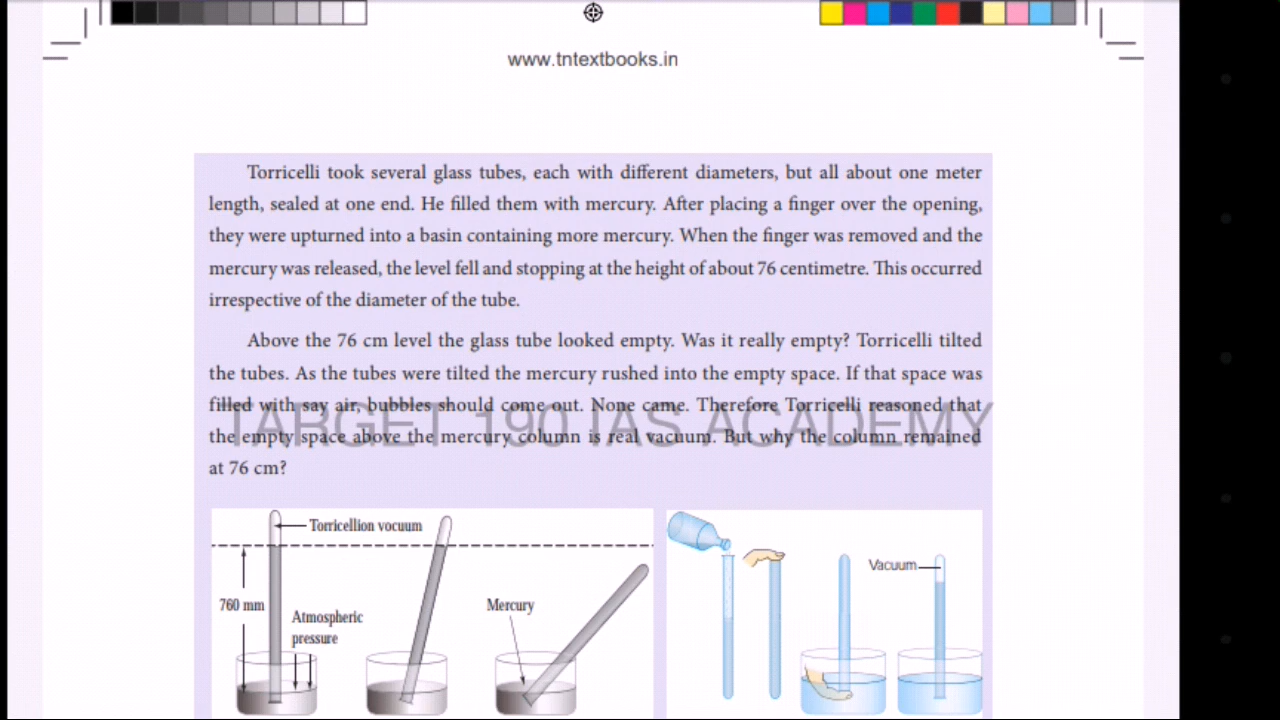 www.tntextbooks.in
Torricelli took several glass tubes, each with different diameters, but all about one meter
length, sealed at one end. He filled them with mercury. After placing a finger over the opening,
they were upturned into a basin containing more mercury. When the finger was removed and the
mercury was released, the level fell and stopping at the height of about 76 centimetre. This occurred
irrespective of the diameter of the tube.
Above the 76 cm level the glass tube looked empty. Was it really empty? Torricelli tilted
the tubes. As the tubes were tilted the mercury rushed into the empty space. If that space was
filled with say air, bubbles should come out. None came. Therefore Torricelli reasoned that
TARGET 190 IAS ACADEMY
the empty space above the mercury column is real vacuum. But why the column remained
at 76 cm?
Torricellion vocuum
760 mm
Atmospheric
pressure
Mercury
Vacuum